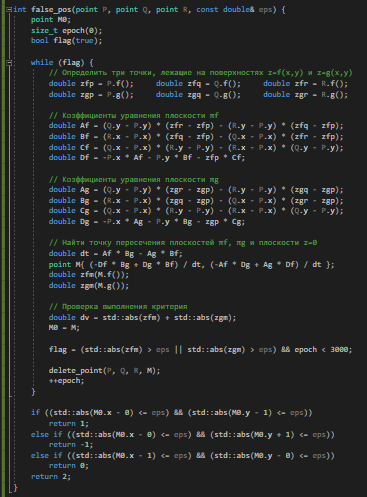 int false_pos(point P, point Q, point R, const double& eps) {
point M0;
size_t epoch(0);
bool flag(true);
while (flag) {
// Определить три точки, лежащие на поверхностях z=f(x,y) и z=g(x,y)
double zfp = P.f(); double zfq = Q.f(); double zfr = R.f();
double zgp = P.g(); double zgq = Q.g(); double zgr = R.g();
// Коэффициенты уравнения плоскости πf
double Af = (Q.y - P.y) * (zfr - zfp) - (R.y - P.y) * (zfq - zfp);
double Bf = (R.x - P.x) * (zfq - zfp) - (Q.x - P.x) * (zfr - zfp);
double Cf = (Q.x - P.x) * (R.y - P.y) - (R.x - P.x) * (Q.y - P.y);
double Df = -P.x * Af - P.y * Bf - zfp * Cf;
// Коэффициенты уравнения плоскости πg
double Ag = (Q.y - P.y) * (zgr - zgp) - (R.y - P.y) * (zgq - zgp);
double Bg = (R.x - P.x) * (zgq - zgp) - (Q.x - P.x) * (zgr - zgp);
double Cg = (Q.x - P.x) * (R.y - P.y) - (R.x - P.x) * (Q.y - P.y);
double Dg = -P.x * Ag - P.y * Bg - zgp * Cg;
// Найти точку пересечения плоскостей πf, πg и плоскости z=0
double dt = Af * Bg - Ag * Bf;
point M{ (-Df * Bg + Dg * Bf) / dt, (-Af * Dg + Ag * Df) / dt };
double zfm(M.f());
double zgm(M.g());
// Проверка выполнения критерия
double dv = std::abs(zfm) + std::abs(zgm);
M0 = M;
flag = (std::abs(zfm) > eps || std::abs(zgm) > eps) && epoch < 3000;
delete_point(P, Q, R, M);
++epoch;
}
if ((std::abs(M0.x - 0) <= eps) && (std::abs(M0.y - 1) <= eps))
return 1;
else if ((std::abs(M0.x - 0) <= eps) && (std::abs(M0.y + 1) <= eps))
return -1;
else if ((std::abs(M0.x - 1) <= eps) && (std::abs(M0.y - 0) <= eps))
return 0;
return 2;
}